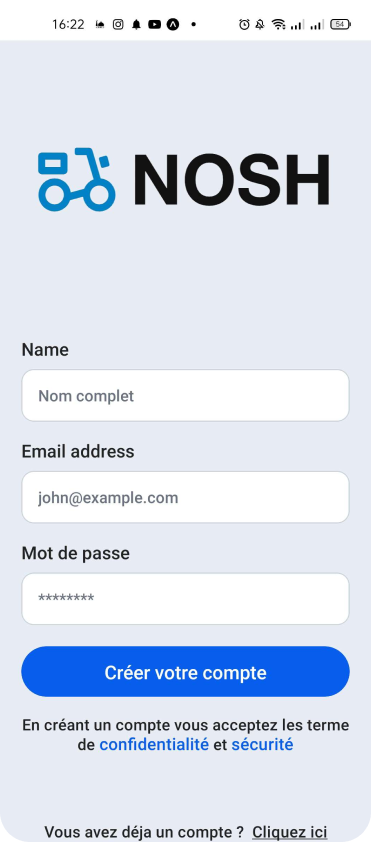 16:22
54
NOSH
Name
Nom complet
Email address
john@example.com
Mot de passe
********
Créer votre compte
En créant un compte vous acceptez les terme
de confidentialité et sécurité
Vous avez déja un compte ? Cliquez ici